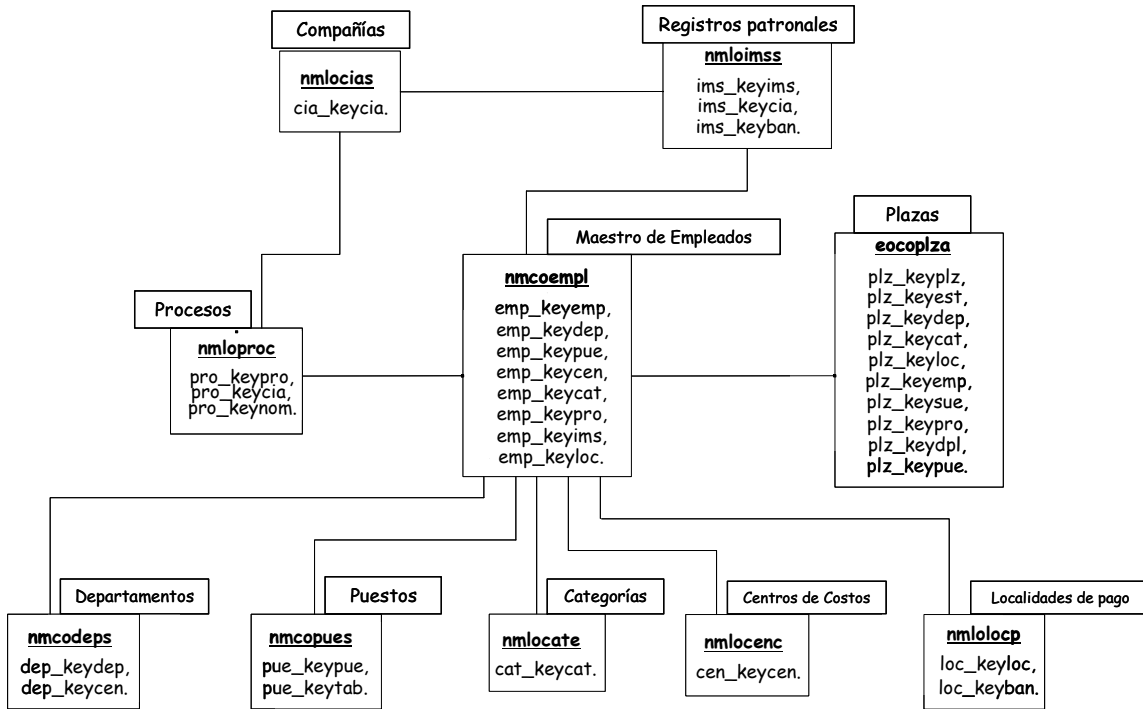 Compañías
nmlocias
cia_keycia.
Registros patronales
nmloimss
ims_keyims,
ims_keycia,
ims_keyban.
Procesos
nmloproc
pro_keypro,
pro_keycia,
pro_keynom.
Maestro de Empleados
nmcoempl
emp_keyemp,
emp_keydep,
emp_keypue,
emp_keycen,
emp_keycat,
emp_keypro,
emp_keyims,
emp_keyloc.
Plazas
eocoplza
plz_keyplz,
plz_keyest,
plz_keydep,
plz_keycat,
plz_keyloc,
plz_keyemp,
plz_keysue,
plz_keypro,
plz_keydpl,
plz_keypue.
Departamentos
nmcodeps
dep_keydep,
dep_keycen.
Puestos
nmcopues
pue_keypue,
pue_keytab.
Categorías
nmlocate
cat_keycat.
Centros de Costos
nmlocenc
cen_keycen.
Localidades de pago
nmlolocp
loc_keyloc,
loc_keyban.